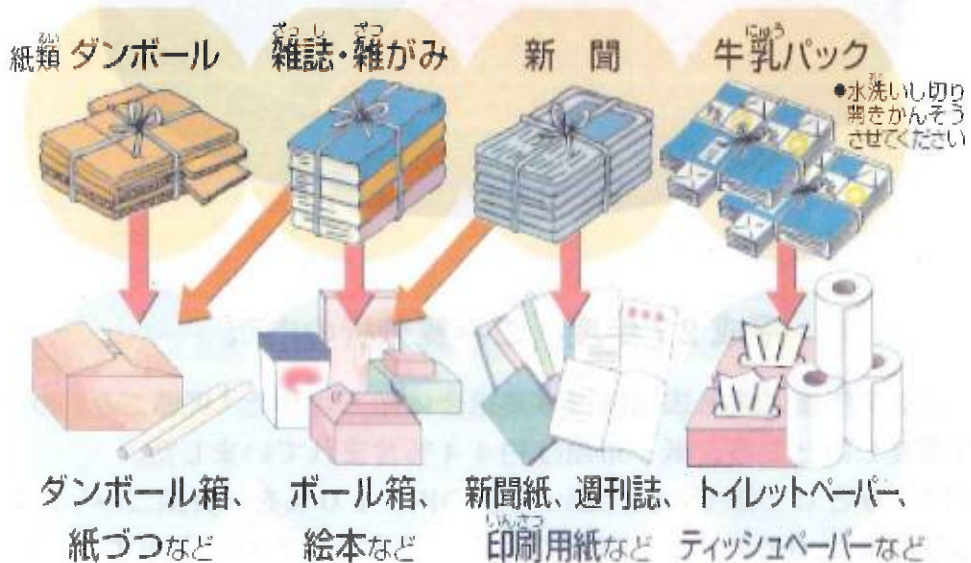 紙類 ダンボール
雑誌・雑がみ
新聞
牛乳パック
●水洗いし切り
開きかんそう
させてください
ダンボール箱、
紙づつなど
ボール箱、
絵本など
新聞紙、週刊誌、
印刷用紙など
トイレットペーパー、
ティッシュペーパーなど